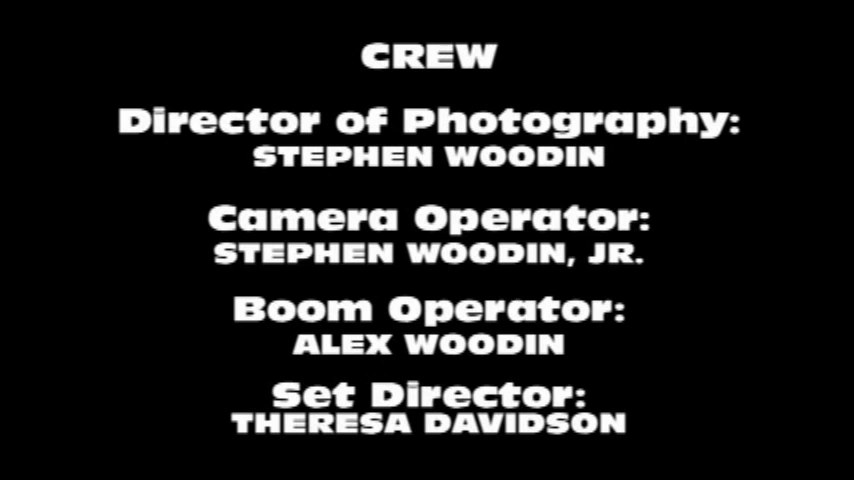 CREW
Director of Photography:
STEPHEN WOODIN
Camera Operator:
STEPHEN WOODIN, JR.
Boom Operator:
ALEX WOODIN
Set Director:
THERESA DAVIDSON